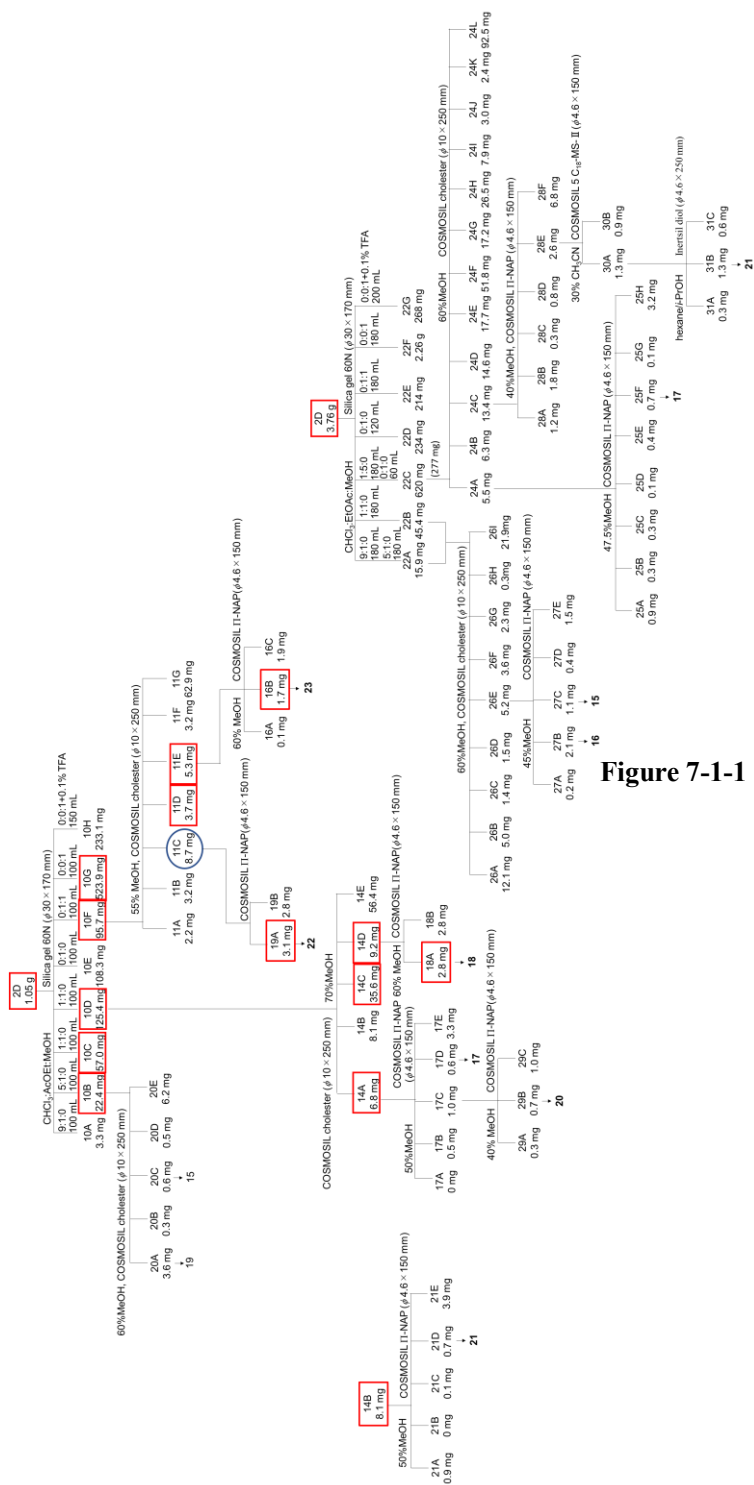 2D
1.05 g
CHCl3:AcOEt:MeOH
Silica gel 60N (φ30×170 mm)
9:1:0 5:1:0 1:1:0 1:1:0 0:1:0 0:1:1 0:0:1 0:0:1+0.1% TFA
100 mL 100 mL 100 mL 100 mL 100 mL 100 mL 100 mL 150 mL
10A 10B 10C 10D 10E 10F 10G 10H
3.3 mg 22.4 mg 57.0 mg 125.4 mg 108.3 mg 95.7 mg 523.9 mg 233.1 mg
60%MeOH, COSMOSIL cholester (φ10×250 mm)
20A 20B 20C 20D 20E
3.6 mg 0.3 mg 0.6 mg 0.5 mg 6.2 mg
19 15
55% MeOH, COSMOSIL cholester (φ10×250 mm)
11A 11B 11C 11D 11E 11F 11G
2.2 mg 3.2 mg 8.7 mg 3.7 mg 5.3 mg 3.2 mg 62.9 mg
COSMOSIL Π-NAP(φ4.6×150 mm)
19A 19B
3.1 mg 2.8 mg
22
60% MeOH COSMOSIL Π-NAP(φ4.6×150 mm)
16A 16B 16C
0.1 mg 1.7 mg 1.9 mg
23
COSMOSIL cholester (φ10×250 mm) 70%MeOH
14A 14B 14C 14D 14E
6.8 mg 8.1 mg 35.6 mg 9.2 mg 56.4 mg
50%MeOH COSMOSIL Π-NAP
(φ4.6×150 mm)
17A 17B 17C 17D 17E
0 mg 0.5 mg 1.0 mg 0.6 mg 3.3 mg
17
60% MeOH COSMOSIL Π-NAP(φ4.6×150 mm)
18A 18B
2.8 mg 2.8 mg
18
40% MeOH COSMOSIL Π-NAP(φ4.6×150 mm)
29A 29B 29C
0.3 mg 0.7 mg 1.0 mg
20
14B
8.1 mg
50%MeOH COSMOSIL Π-NAP (φ4.6×150 mm)
21A 21B 21C 21D 21E
0.9 mg 0 mg 0.1 mg 0.7 mg 3.9 mg
21
2D
3.76 g
CHCl3:EtOAc:MeOH
Silica gel 60N (φ30×170 mm)
9:1:0 1:1:0 1:5:0 0:1:0 0:1:1 0:0:1 0:0:1+0.1% TFA
180 mL 180 mL 180 mL 120 mL 180 mL 180 mL 200 mL
5:1:0 0:1:0
180 mL 60 mL
22A 22B 22C 22D 22E 22F 22G
15.9 mg 45.4 mg 620 mg 234 mg 214 mg 2.26 g 268 mg
(277 mg)
60%MeOH COSMOSIL cholester (φ10×250 mm)
24A 24B 24C 24D 24E 24F 24G 24H 24I 24J 24K 24L
5.5 mg 6.3 mg 13.4 mg 14.6 mg 17.7 mg 51.8 mg 17.2 mg 26.5 mg 7.9 mg 3.0 mg 2.4 mg 92.5 mg
40%MeOH, COSMOSIL Π-NAP(φ4.6×150 mm)
28A 28B 28C 28D 28E 28F
1.2 mg 1.8 mg 0.3 mg 0.8 mg 2.6 mg 6.8 mg
30% CH3CN COSMOSIL 5 C18-MS-II (φ4.6×150 mm)
30A 30B
1.3 mg 0.9 mg
hexane/i-PrOH Inertsil diol (φ4.6×250 mm)
31A 31B 31C
0.3 mg 1.3 mg 0.6 mg
21
47.5%MeOH COSMOSIL Π-NAP(φ4.6×150 mm)
25A 25B 25C 25D 25E 25F 25G 25H
0.9 mg 0.3 mg 0.3 mg 0.1 mg 0.4 mg 0.7 mg 0.1 mg 3.2 mg
17
60%MeOH, COSMOSIL cholester (φ10×250 mm)
26A 26B 26C 26D 26E 26F 26G 26H 26I
12.1 mg 5.0 mg 1.4 mg 1.5 mg 5.2 mg 3.6 mg 2.3 mg 0.3mg 21.9mg
45%MeOH COSMOSIL Π-NAP(φ4.6×150 mm)
27A 27B 27C 27D 27E
0.2 mg 2.1 mg 1.1 mg 0.4 mg 1.5 mg
16 15
Figure 7-1-1